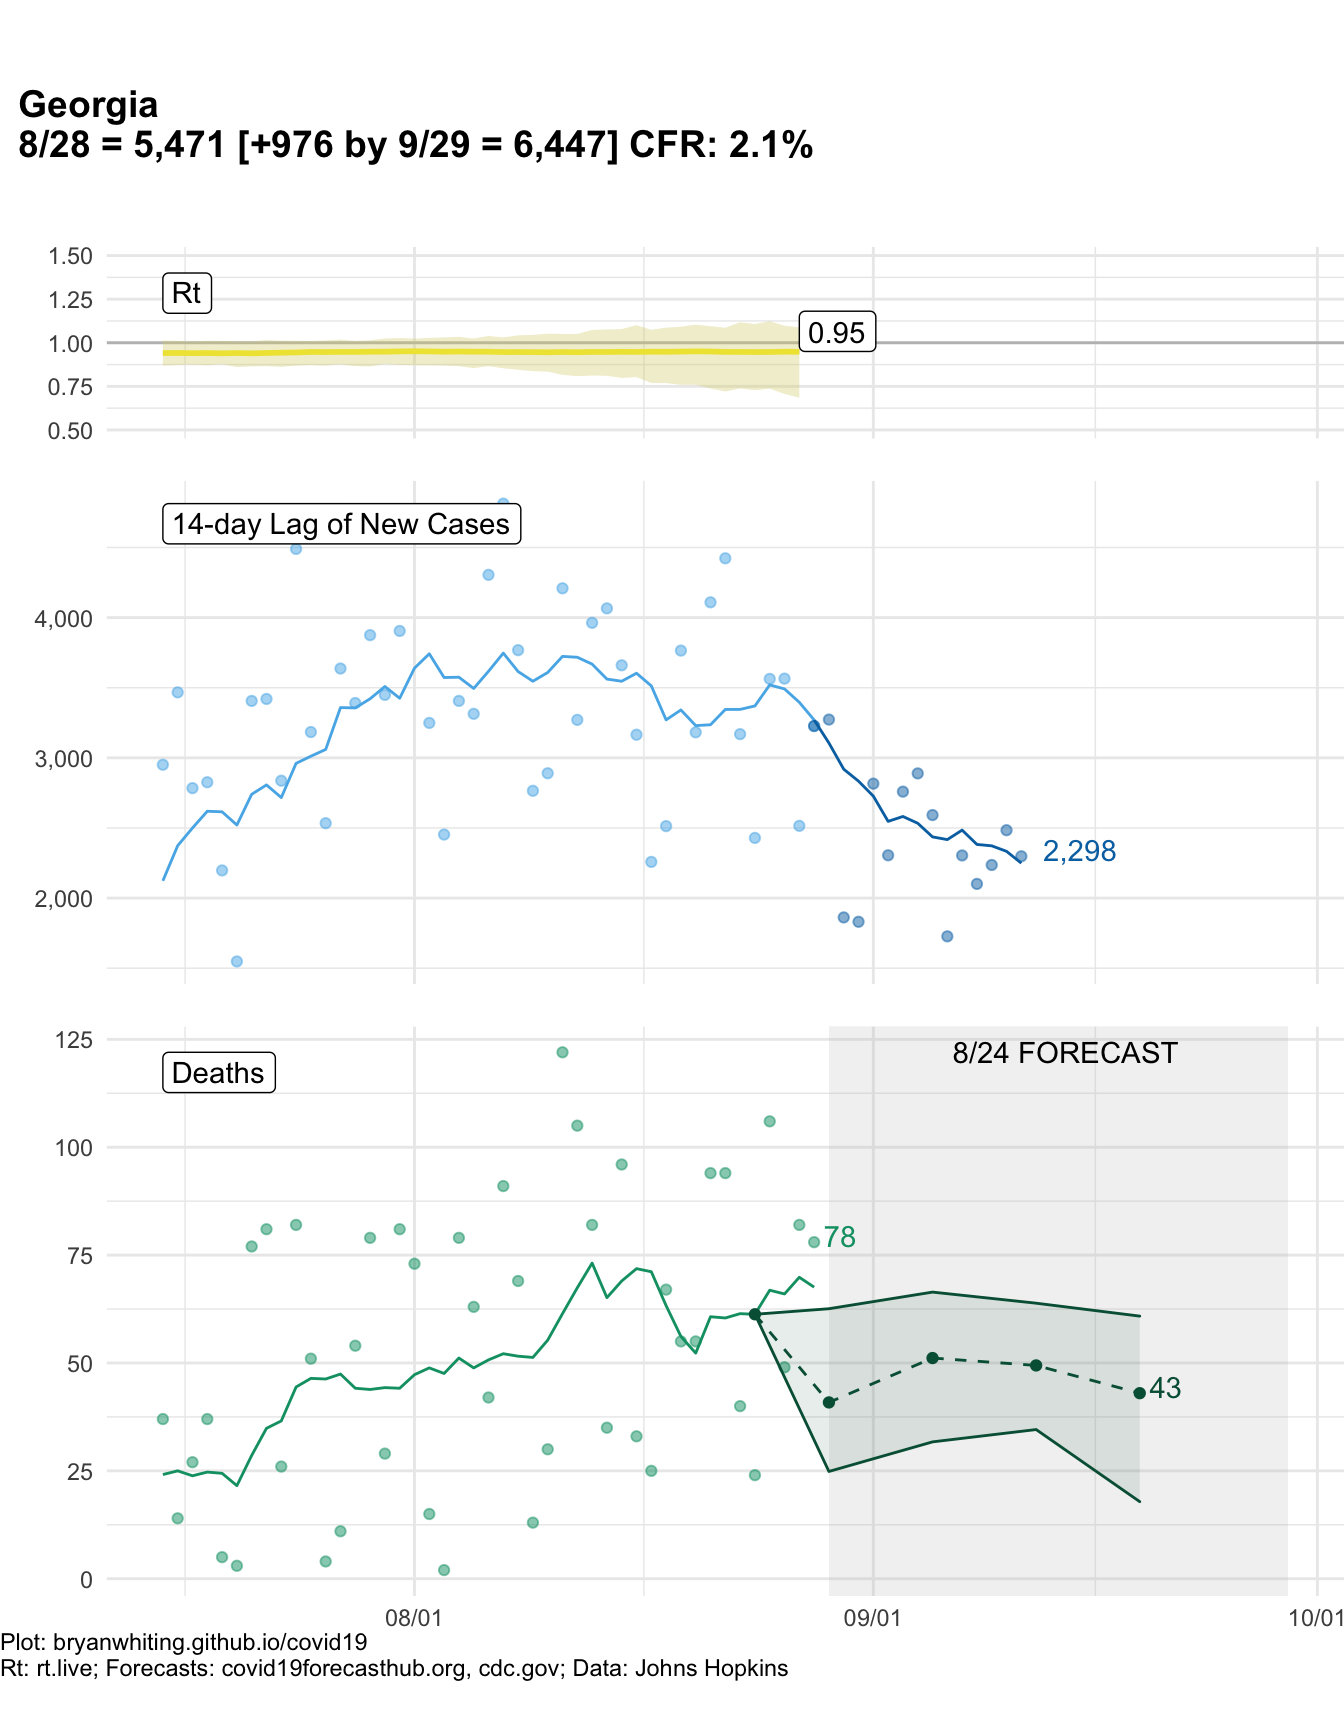 Georgia
8/28 = 5,471 [+976 by 9/29 = 6,447] CFR: 2.1%
1.50
1.25
1.00
0.75
0.50
Rt
0.95
14-day Lag of New Cases
4,000
3,000
2,000
2,298
125
100
75
50
25
0
Deaths
8/24 FORECAST
78
43
08/01
09/01
10/01
Plot: bryanwhiting.github.io/covid19
Rt: rt.live; Forecasts: covid19forecasthub.org, cdc.gov; Data: Johns Hopkins